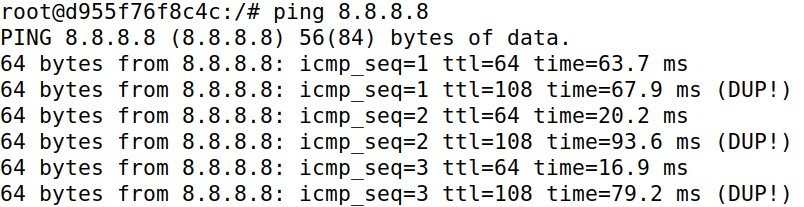 root@d955f76f8c4c:/# ping 8.8.8.8
PING 8.8.8.8 (8.8.8.8) 56(84) bytes of data.
64 bytes from 8.8.8.8: icmp_seq=1 ttl=64 time=63.7 ms
64 bytes from 8.8.8.8: icmp_seq=1 ttl=108 time=67.9 ms (DUP!)
64 bytes from 8.8.8.8: icmp_seq=2 ttl=64 time=20.2 ms
64 bytes from 8.8.8.8: icmp_seq=2 ttl=108 time=93.6 ms (DUP!)
64 bytes from 8.8.8.8: icmp_seq=3 ttl=64 time=16.9 ms
64 bytes from 8.8.8.8: icmp_seq=3 ttl=108 time=79.2 ms (DUP!)